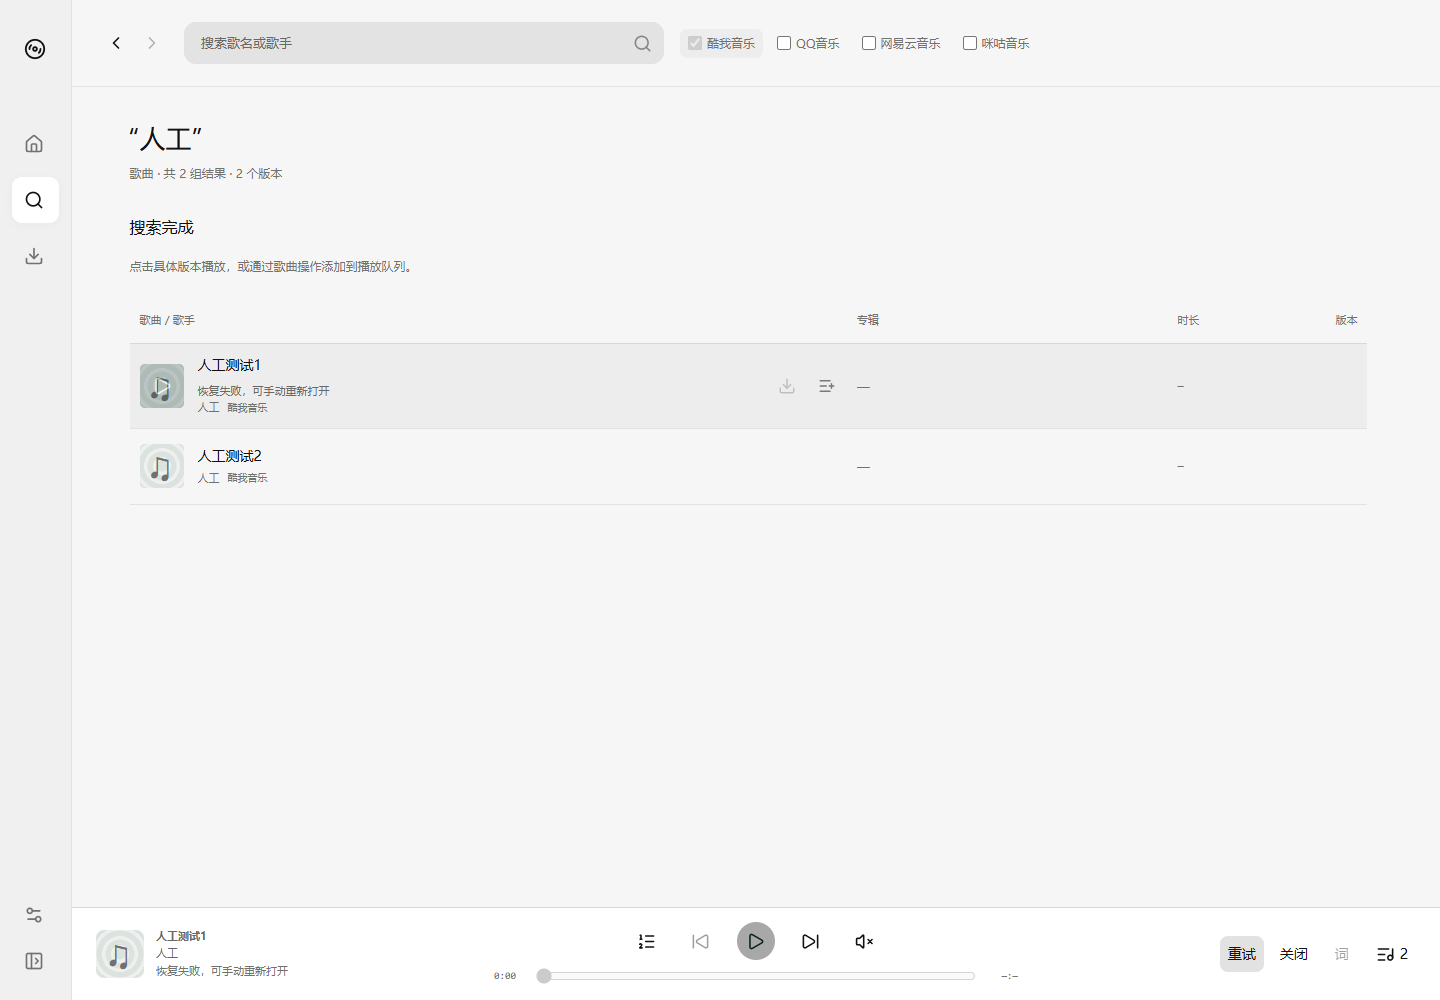 搜索歌名或歌手
酷我音乐 QQ音乐 网易云音乐 咪咕音乐
“人工”
歌曲 · 共 2 组结果 · 2 个版本
搜索完成
点击具体版本播放，或通过歌曲操作添加到播放队列。
歌曲 / 歌手 专辑 时长 版本
人工测试1
恢复失败，可手动重新打开
人工 酷我音乐
— –
人工测试2
人工 酷我音乐
— –
人工测试1
人工
恢复失败，可手动重新打开
0:00 –:–
重试 关闭 词 2